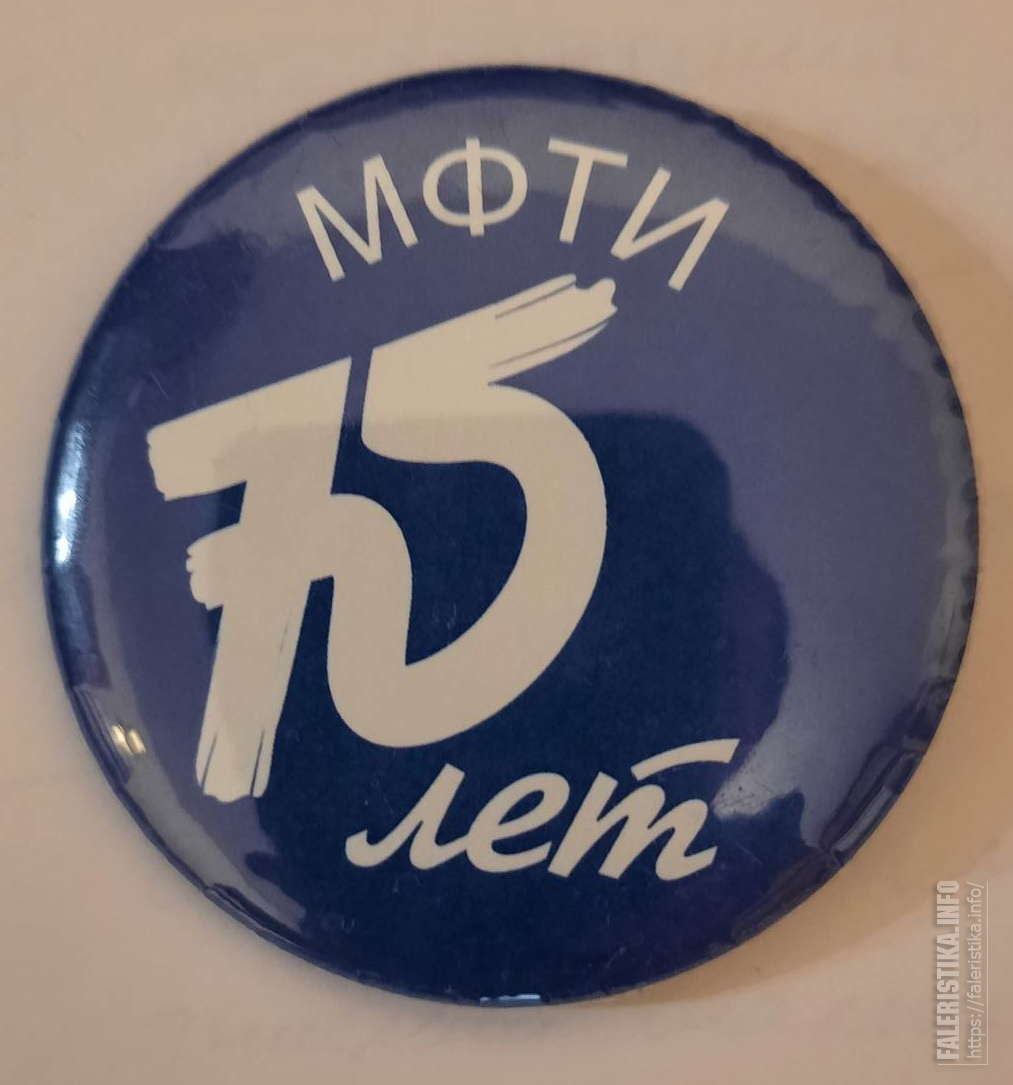 МФТИ
75
лет
FALERISTIKA.INFO
https://faleristika.info/